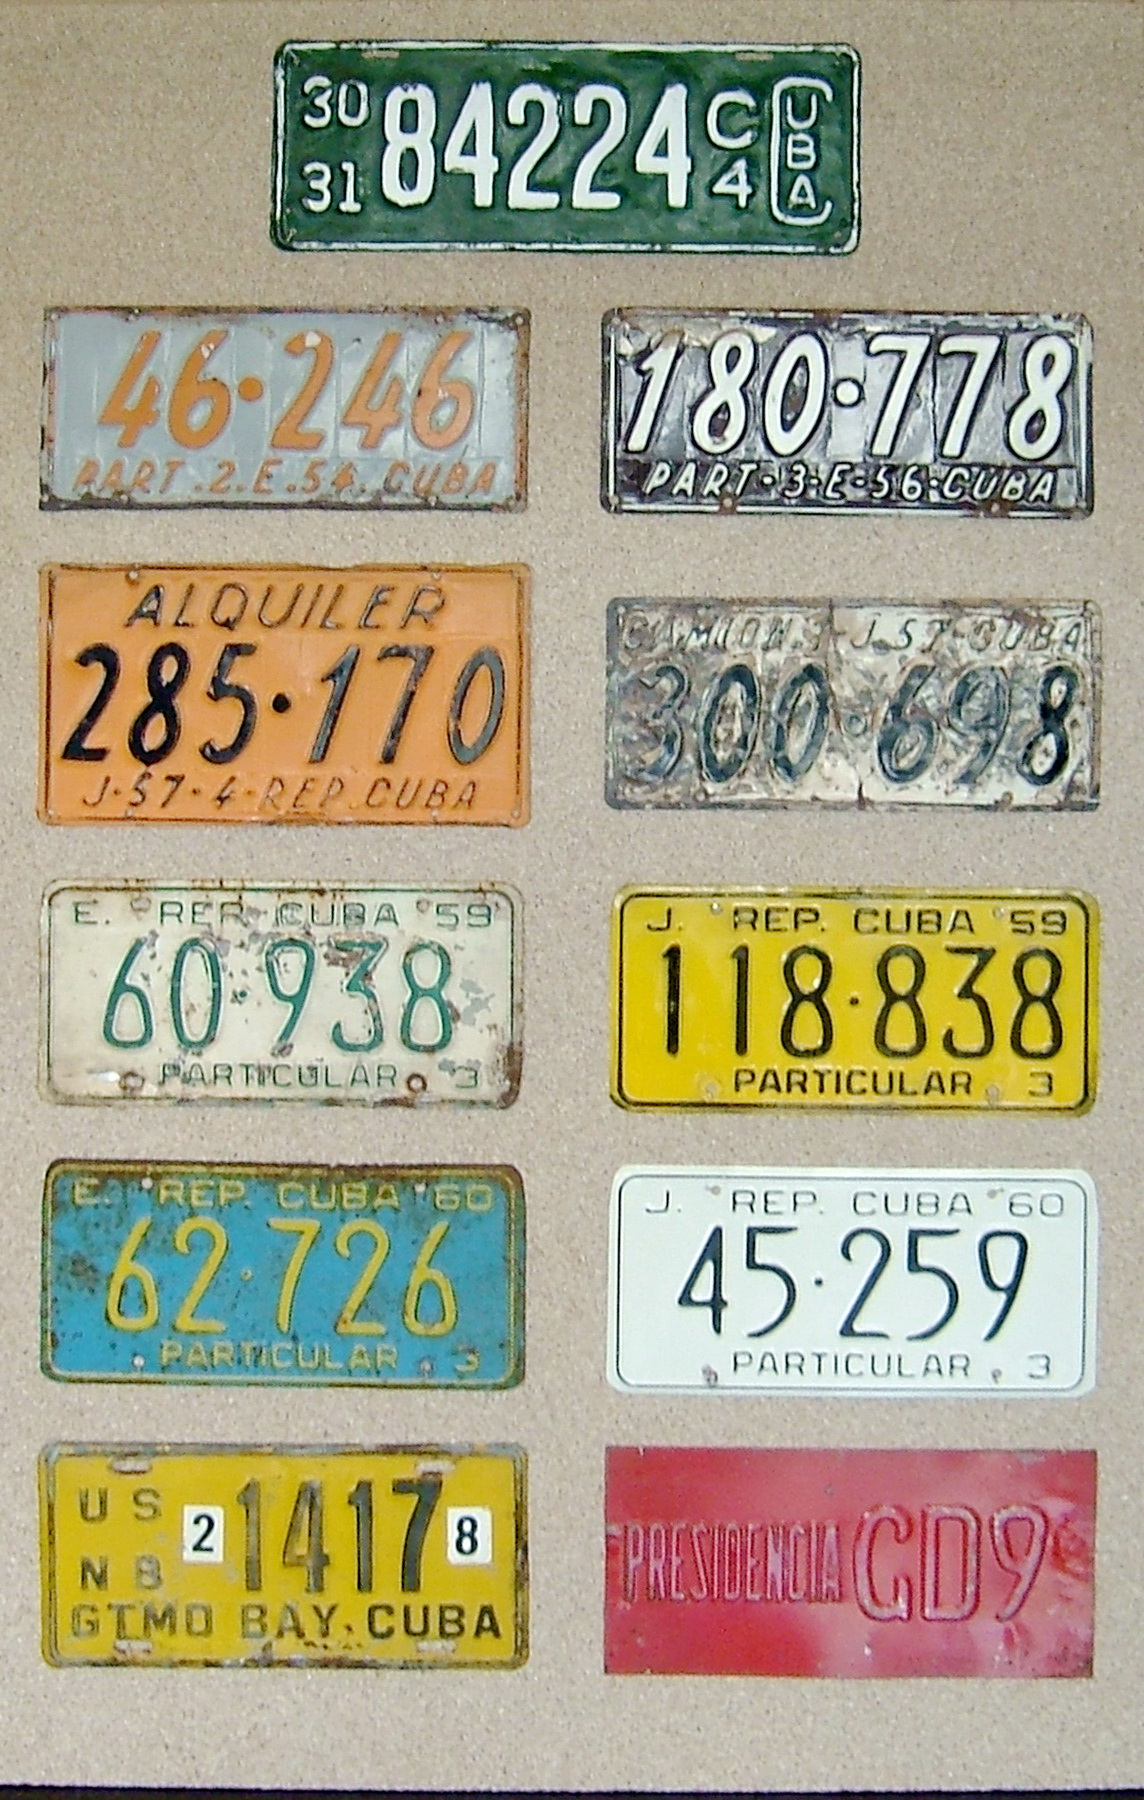 30 84224 C CUBA
31 4
46·246
PART.2.E.54.CUBA
180·778
PART·3·E·56·CUBA
ALQUILER
285·170
J·57·4·REP.CUBA
J·57·CUBA
300·698
E. REP. CUBA '59
60·938
PARTICULAR 3
J. REP. CUBA '59
118·838
PARTICULAR 3
E. REP. CUBA '60
62·726
PARTICULAR 3
J. REP. CUBA '60
45·259
PARTICULAR 3
US 2 1417 8
NB
GTMO BAY. CUBA
PRESIDENCIA CD9